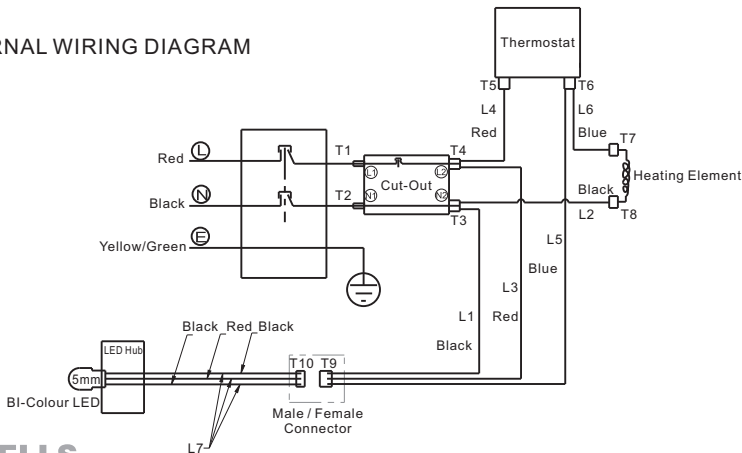 RNAL WIRING DIAGRAM
Thermostat
T5
T6
L4
L6
Red
Blue
T7
Red
L
T1
T4
L1
L2
Cut-Out
Heating Element
Black
N
T2
N1
N2
Black
T3
L2
T8
Yellow/Green
E
L5
Blue
L3
L1
Red
Black
Black
Red
Black
LED Hub
T10
T9
5mm
BI-Colour LED
Male / Female
Connector
L7